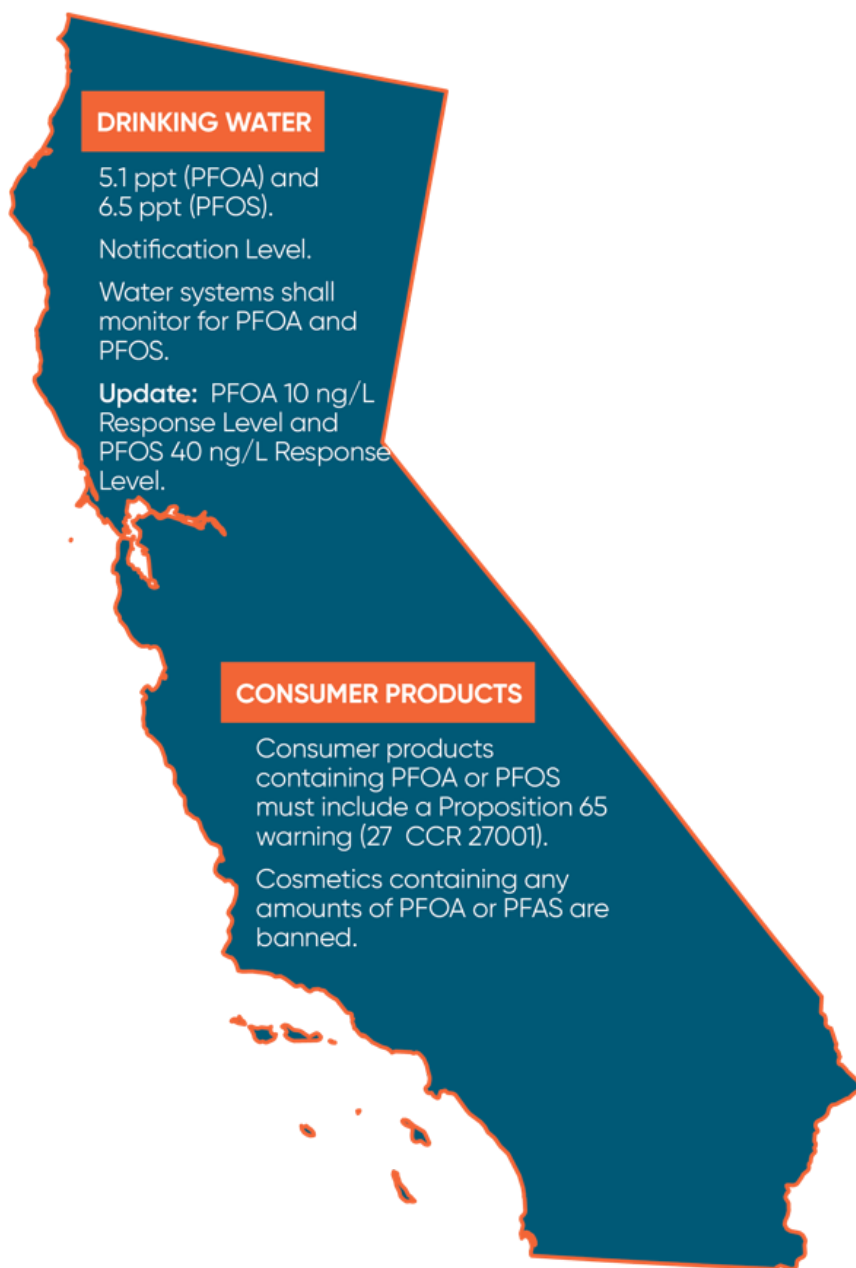 DRINKING WATER
5.1 ppt (PFOA) and
6.5 ppt (PFOS).
Notification Level.
Water systems shall
monitor for PFOA and
PFOS.
Update: PFOA 10 ng/L
Response Level and
PFOS 40 ng/L Response
Level.
CONSUMER PRODUCTS
Consumer products
containing PFOA or PFOS
must include a Proposition 65
warning (27 CCR 27001).
Cosmetics containing any
amounts of PFOA or PFAS are
banned.